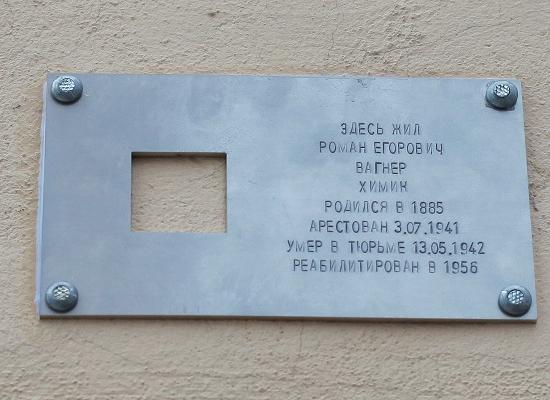 ЗДЕСЬ ЖИЛ
РОМАН ЕГОРОВИЧ
ВАГНЕР
ХИМИК
РОДИЛСЯ В 1885
АРЕСТОВАН 3.07.1941
УМЕР В ТЮРЬМЕ 13.05.1942
РЕАБИЛИТИРОВАН В 1956